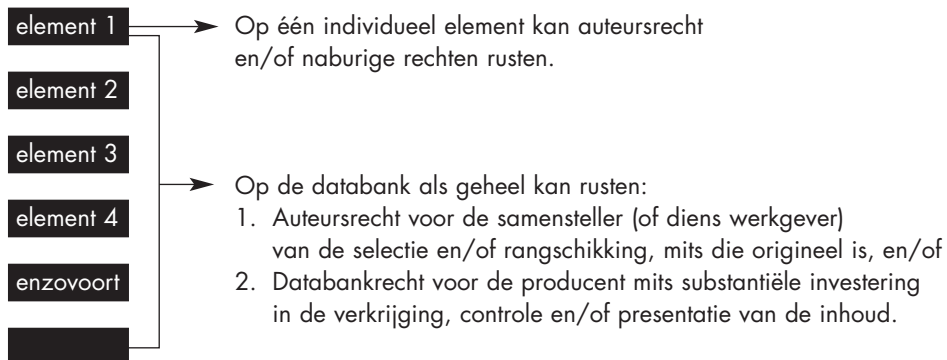 element 1
Op één individueel element kan auteursrecht
en/of naburige rechten rusten.
element 2
element 3
element 4
enzovoort
Op de databank als geheel kan rusten:
1. Auteursrecht voor de samensteller (of diens werkgever)
van de selectie en/of rangschikking, mits die origineel is, en/of
2. Databankrecht voor de producent mits substantiële investering
in de verkrijging, controle en/of presentatie van de inhoud.